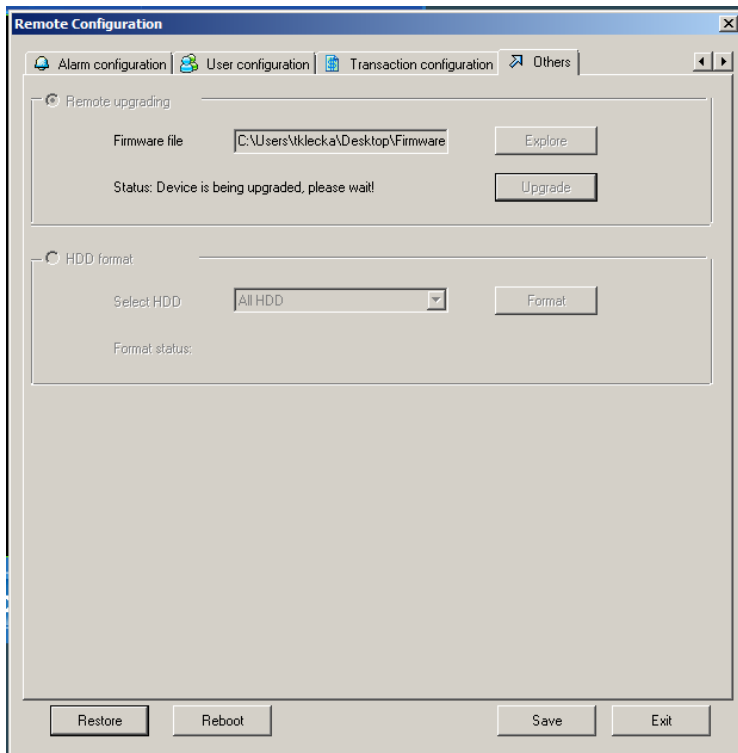 Remote Configuration
Alarm configuration User configuration Transaction configuration Others
Remote upgrading
Firmware file C:\Users\tklecka\Desktop\Firmware Explore
Status: Device is being upgraded, please wait! Upgrade
HDD format
Select HDD All HDD Format
Format status:
Restore Reboot Save Exit